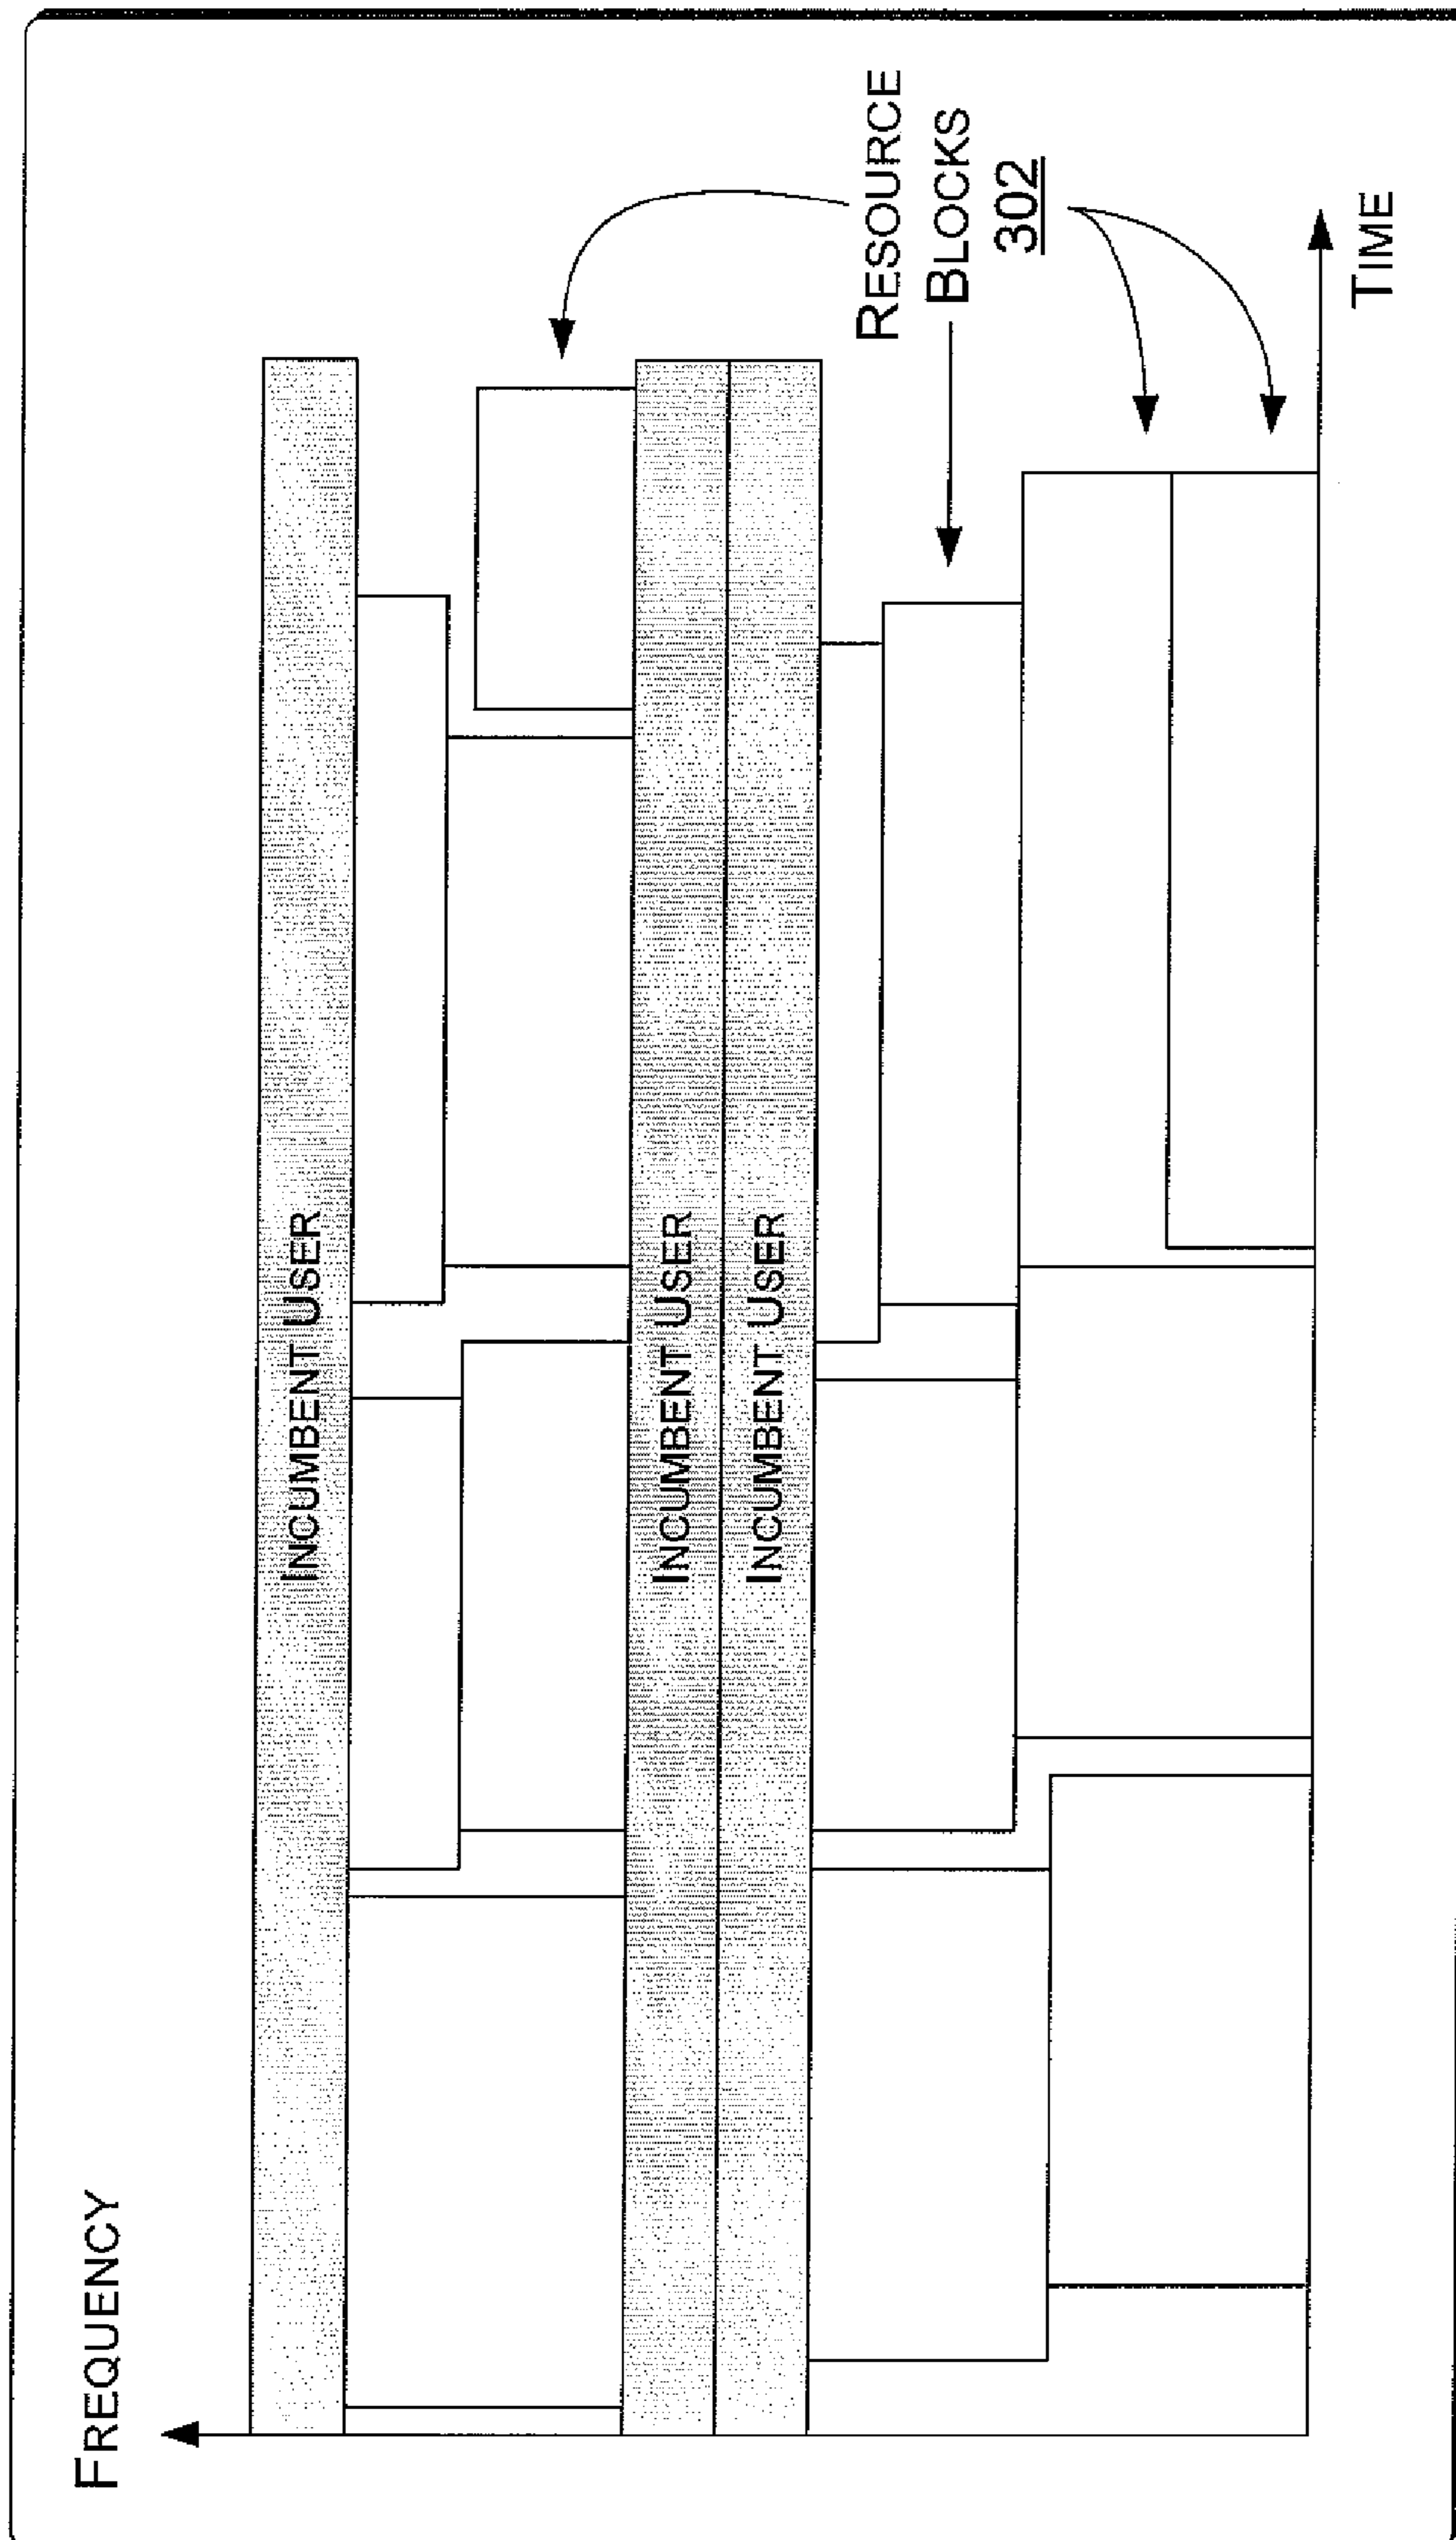 FREQUENCY
INCUMBENT USER
INCUMBENT USER
INCUMBENT USER
RESOURCE
BLOCKS
302
TIME